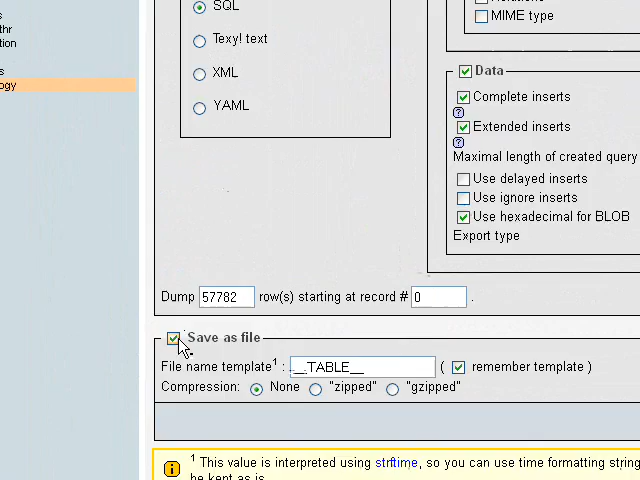 s
thr
tion
s
ogy
SQL
Texy! text
XML
YAML
MIME type
Data
Complete inserts
Extended inserts
Maximal length of created query
Use delayed inserts
Use ignore inserts
Use hexadecimal for BLOB
Export type
Dump 57782 row(s) starting at record # 0 .
Save as file
File name template1 : __TABLE__ ( remember template )
Compression: None "zipped" "gzipped"
1 This value is interpreted using strftime, so you can use time formatting string
be kept as is.